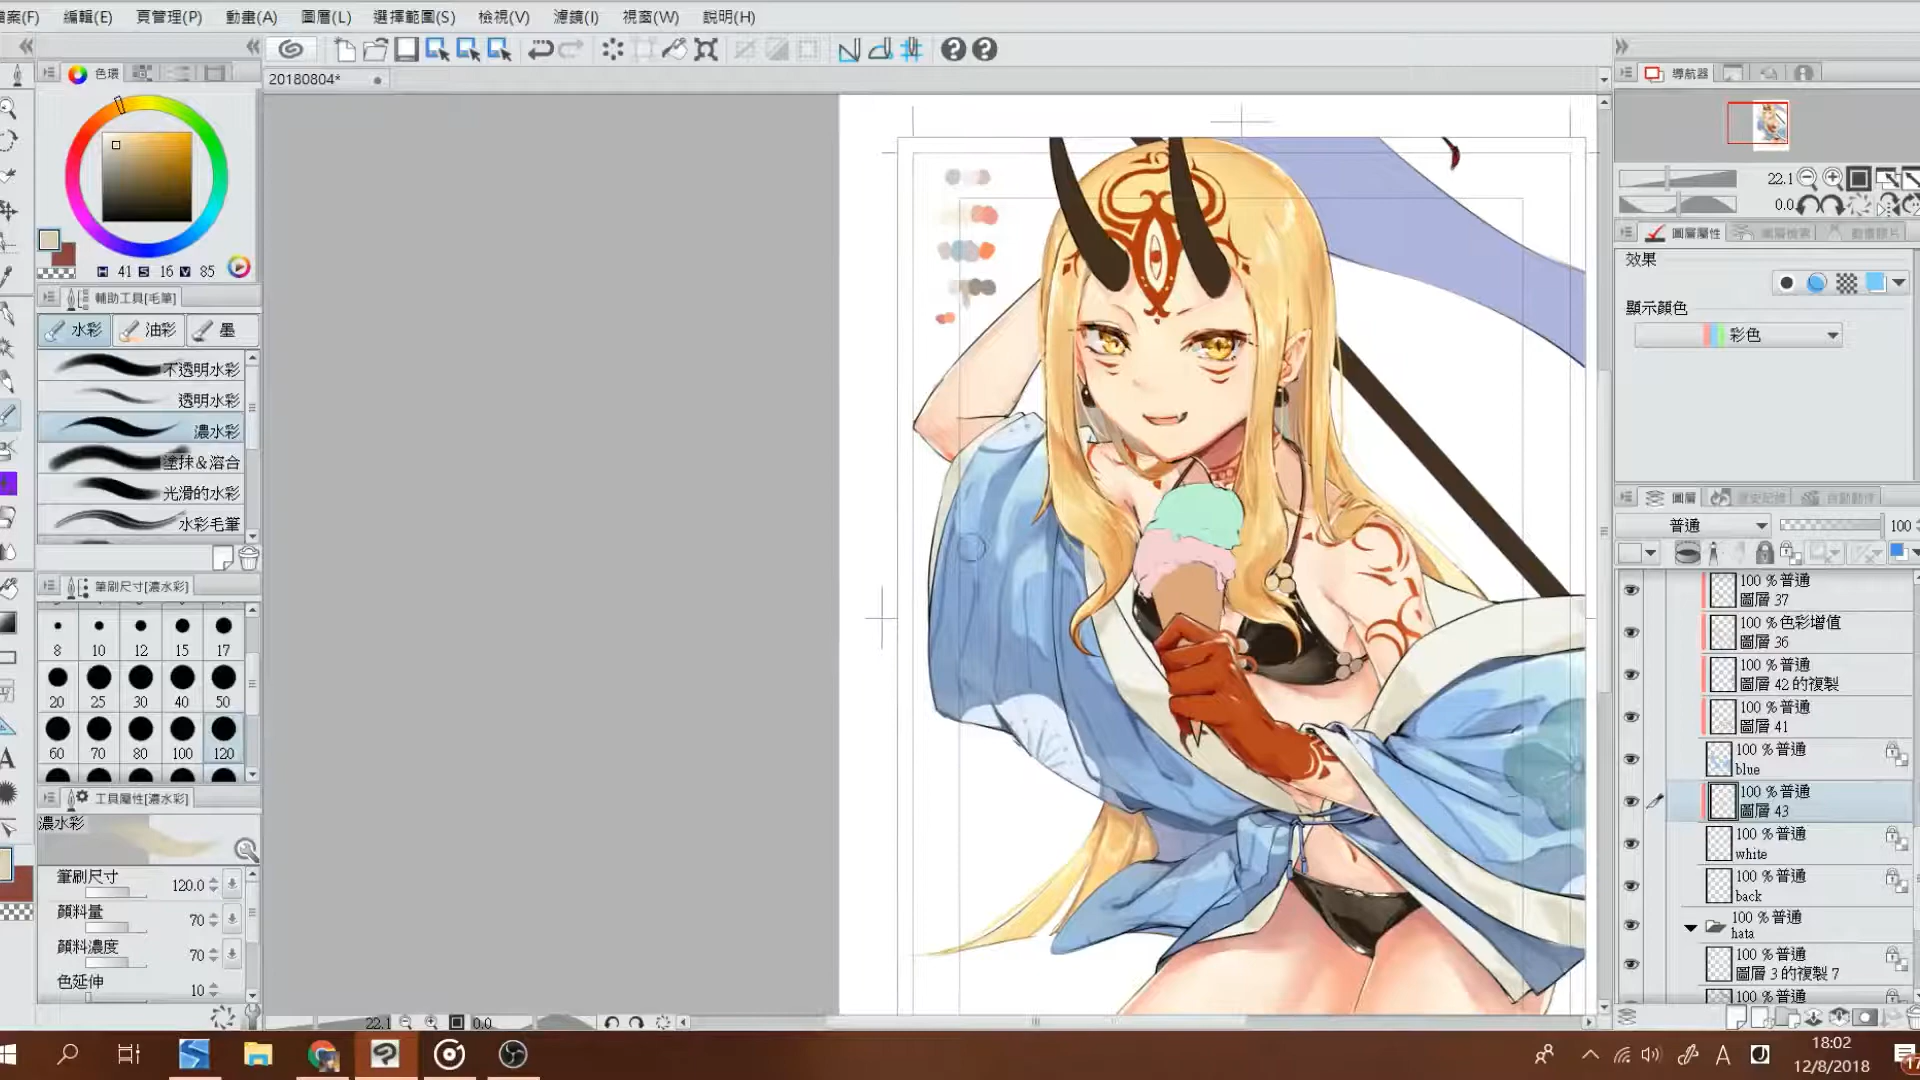 檔案(F) 編輯(E) 頁管理(P) 動畫(A) 圖層(L) 選擇範圍(S) 檢視(V) 濾鏡(I) 視窗(W) 說明(H)
20180804*
色環
H 41 S 16 V 85
輔助工具[毛筆]
水彩 油彩 墨
不透明水彩
透明水彩
濃水彩
塗抹&溶合
光滑的水彩
水彩毛筆
筆刷尺寸[濃水彩]
8 10 12 15 17
20 25 30 40 50
60 70 80 100 120
工具屬性[濃水彩]
濃水彩
筆刷尺寸 120.0
顏料量 70
顏料濃度 70
色延伸 10
22.1 0.0
導航器
22.1
0.0
圖層屬性
效果
顯示顏色
彩色
圖層
普通 100
100 %普通
圖層 37
100 %色彩增值
圖層 36
100 %普通
圖層 42 的複製
100 %普通
圖層 41
100 %普通
blue
100 %普通
圖層 43
100 %普通
white
100 %普通
back
100 %普通
hata
100 %普通
圖層 3 的複製 7
100 %普通
A
18:02
12/8/2018
17